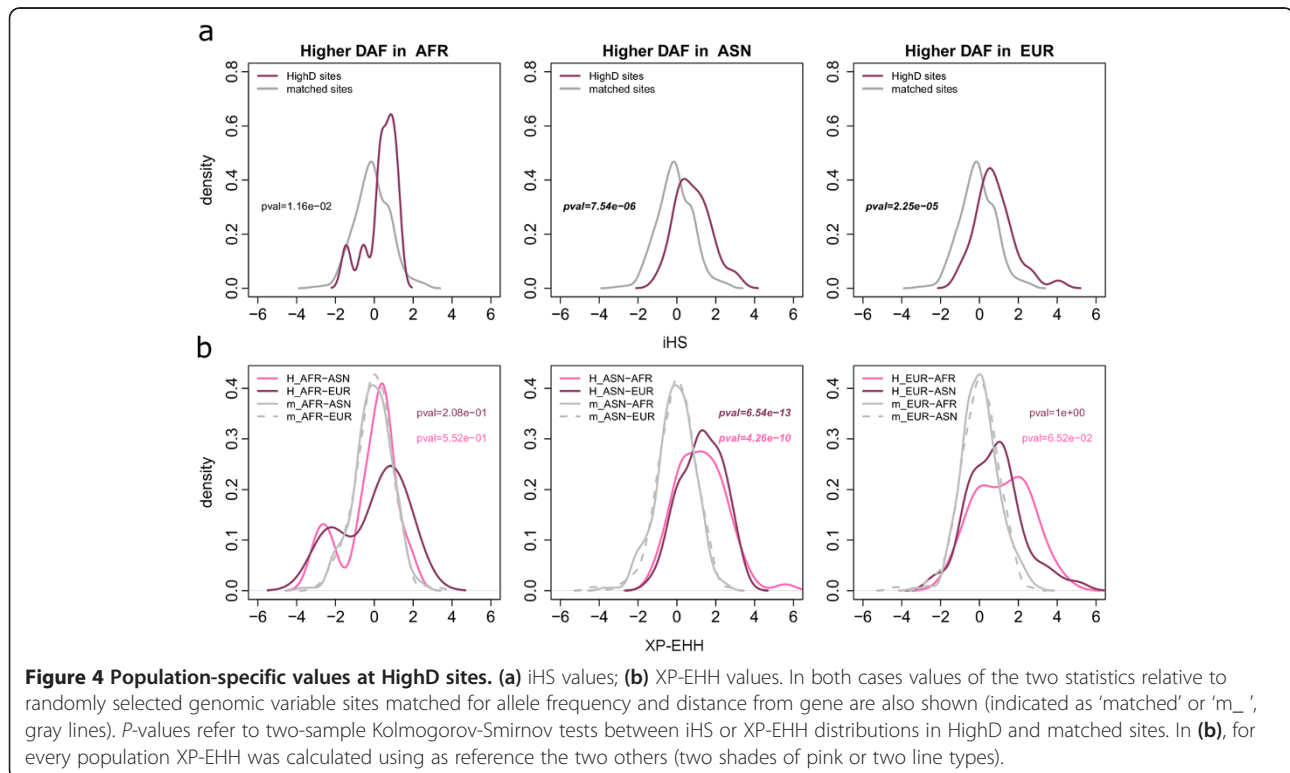 a
Higher DAF in AFR
Higher DAF in ASN
Higher DAF in EUR
0.8
0.6
0.4
0.2
0.0
density
HighD sites
matched sites
pval=1.16e−02
−6 −4 −2 0 2 4 6
0.8
0.6
0.4
0.2
0.0
HighD sites
matched sites
pval=7.54e−06
−6 −4 −2 0 2 4 6
iHS
0.8
0.6
0.4
0.2
0.0
HighD sites
matched sites
pval=2.25e−05
−6 −4 −2 0 2 4 6
b
0.4
0.3
0.2
0.1
0.0
density
H_AFR−ASN
H_AFR−EUR
m_AFR−ASN
m_AFR−EUR
pval=2.08e−01
pval=5.52e−01
−6 −4 −2 0 2 4 6
0.4
0.3
0.2
0.1
0.0
H_ASN−AFR
H_ASN−EUR
m_ASN−AFR
m_ASN−EUR
pval=6.54e−13
pval=4.26e−10
−6 −4 −2 0 2 4 6
XP-EHH
0.4
0.3
0.2
0.1
0.0
H_EUR−AFR
H_EUR−ASN
m_EUR−AFR
m_EUR−ASN
pval=1e+00
pval=6.52e−02
−6 −4 −2 0 2 4 6
Figure 4 Population-specific values at HighD sites. (a) iHS values; (b) XP-EHH values. In both cases values of the two statistics relative to
randomly selected genomic variable sites matched for allele frequency and distance from gene are also shown (indicated as ‘matched’ or ‘m_ ’,
gray lines). P-values refer to two-sample Kolmogorov-Smirnov tests between iHS or XP-EHH distributions in HighD and matched sites. In (b), for
every population XP-EHH was calculated using as reference the two others (two shades of pink or two line types).